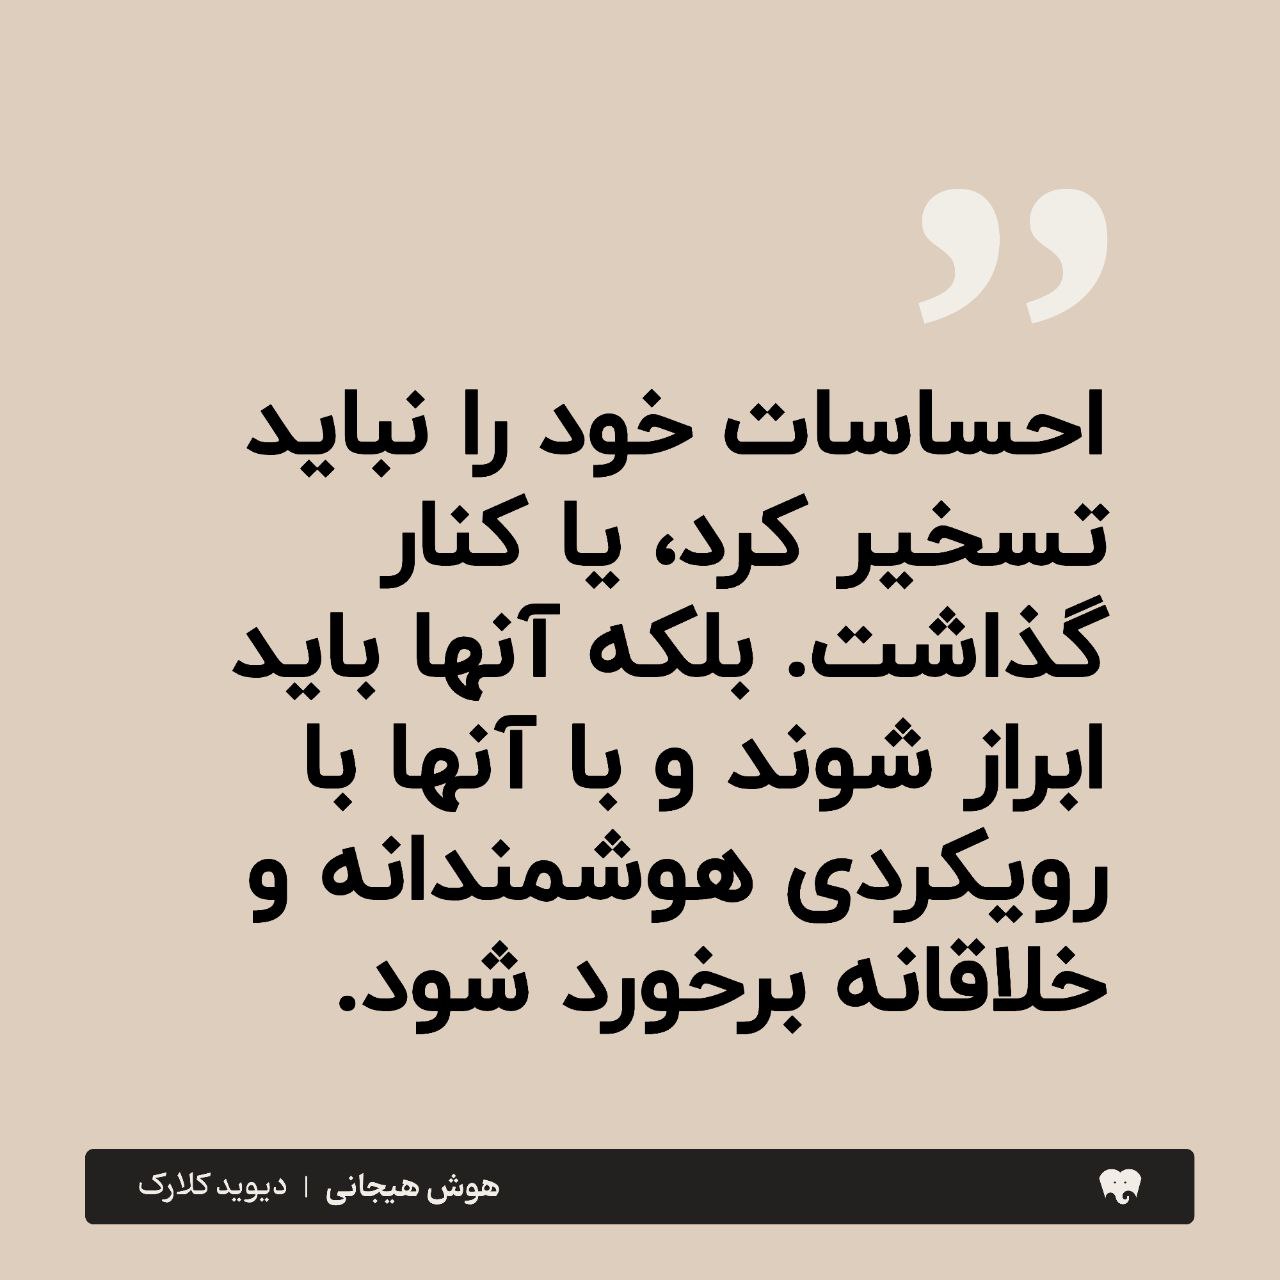 احساسات خود را نباید
تسخیر کرد، یا کنار
گذاشت. بلکه آنها باید
ابراز شوند و با آنها با
رویکردی هوشمندانه و
خلاقانه برخورد شود.
هوش هیجانی | دیوید کلارک